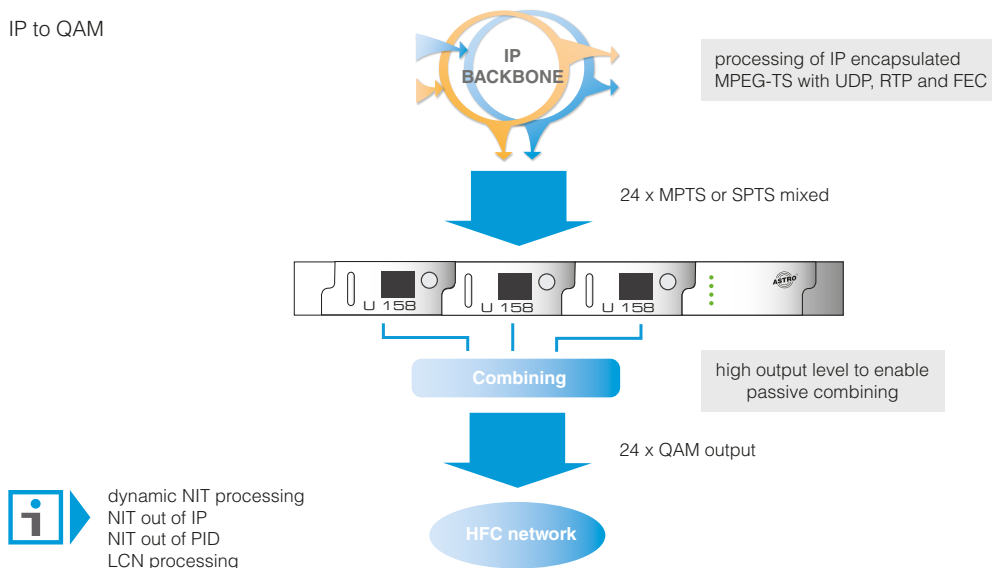 IP to QAM
IP
BACKBONE
processing of IP encapsulated
MPEG-TS with UDP, RTP and FEC
24 x MPTS or SPTS mixed
U 158
U 158
U 158
ASTRO
Combining
high output level to enable
passive combining
24 x QAM output
dynamic NIT processing
NIT out of IP
NIT out of PID
LCN processing
HFC network